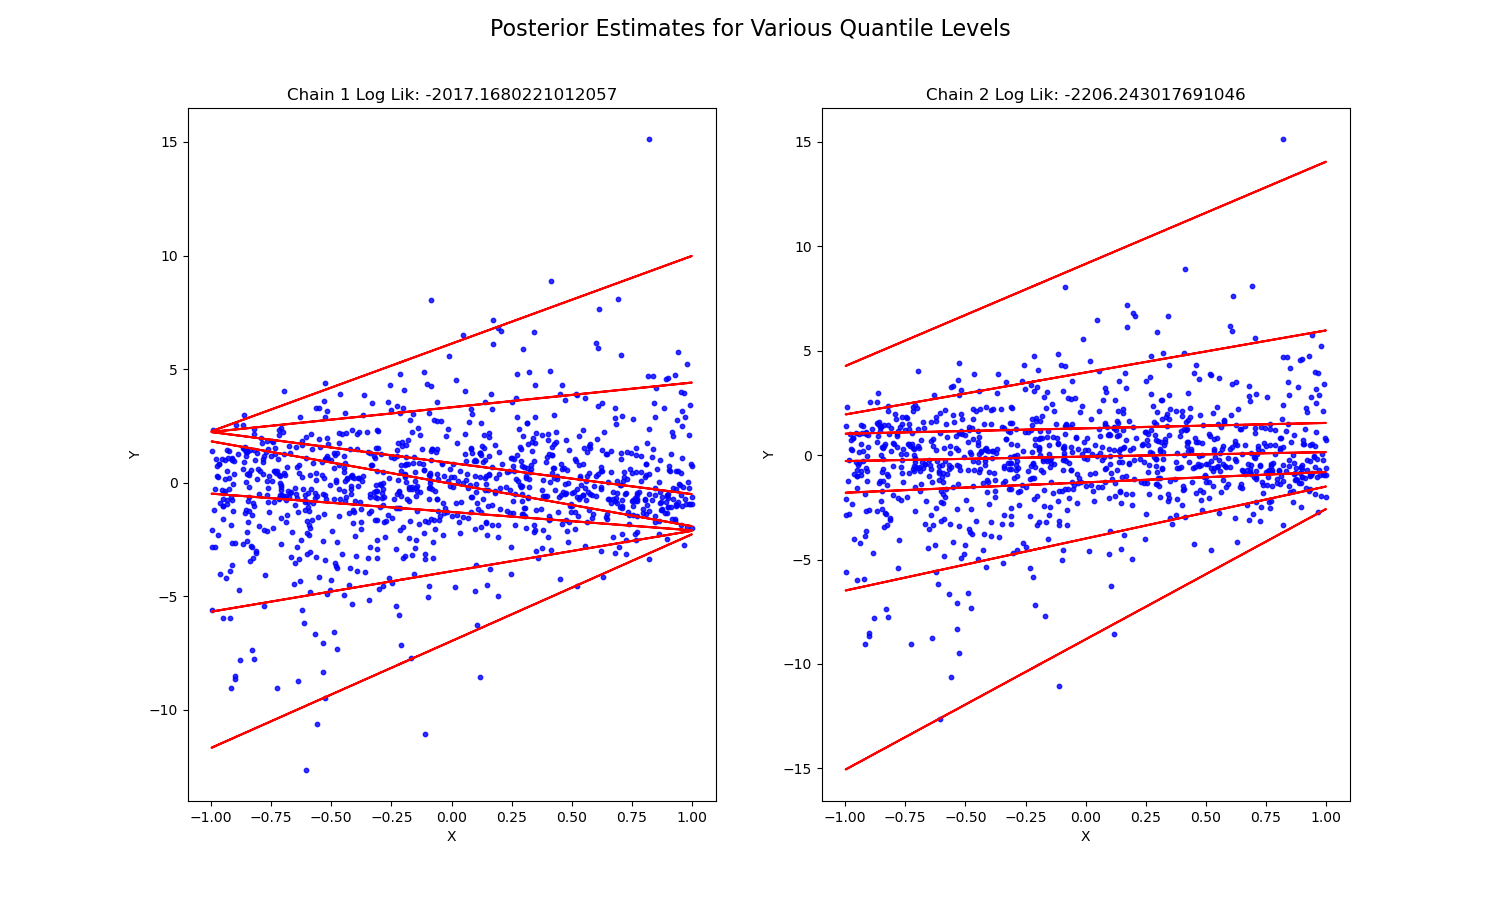 Posterior Estimates for Various Quantile Levels
Chain 1 Log Lik: -2017.1680221012057
15
10
5
0
−5
−10
Y
−1.00 −0.75 −0.50 −0.25 0.00 0.25 0.50 0.75 1.00
X
Chain 2 Log Lik: -2206.243017691046
15
10
5
0
−5
−10
−15
Y
−1.00 −0.75 −0.50 −0.25 0.00 0.25 0.50 0.75 1.00
X